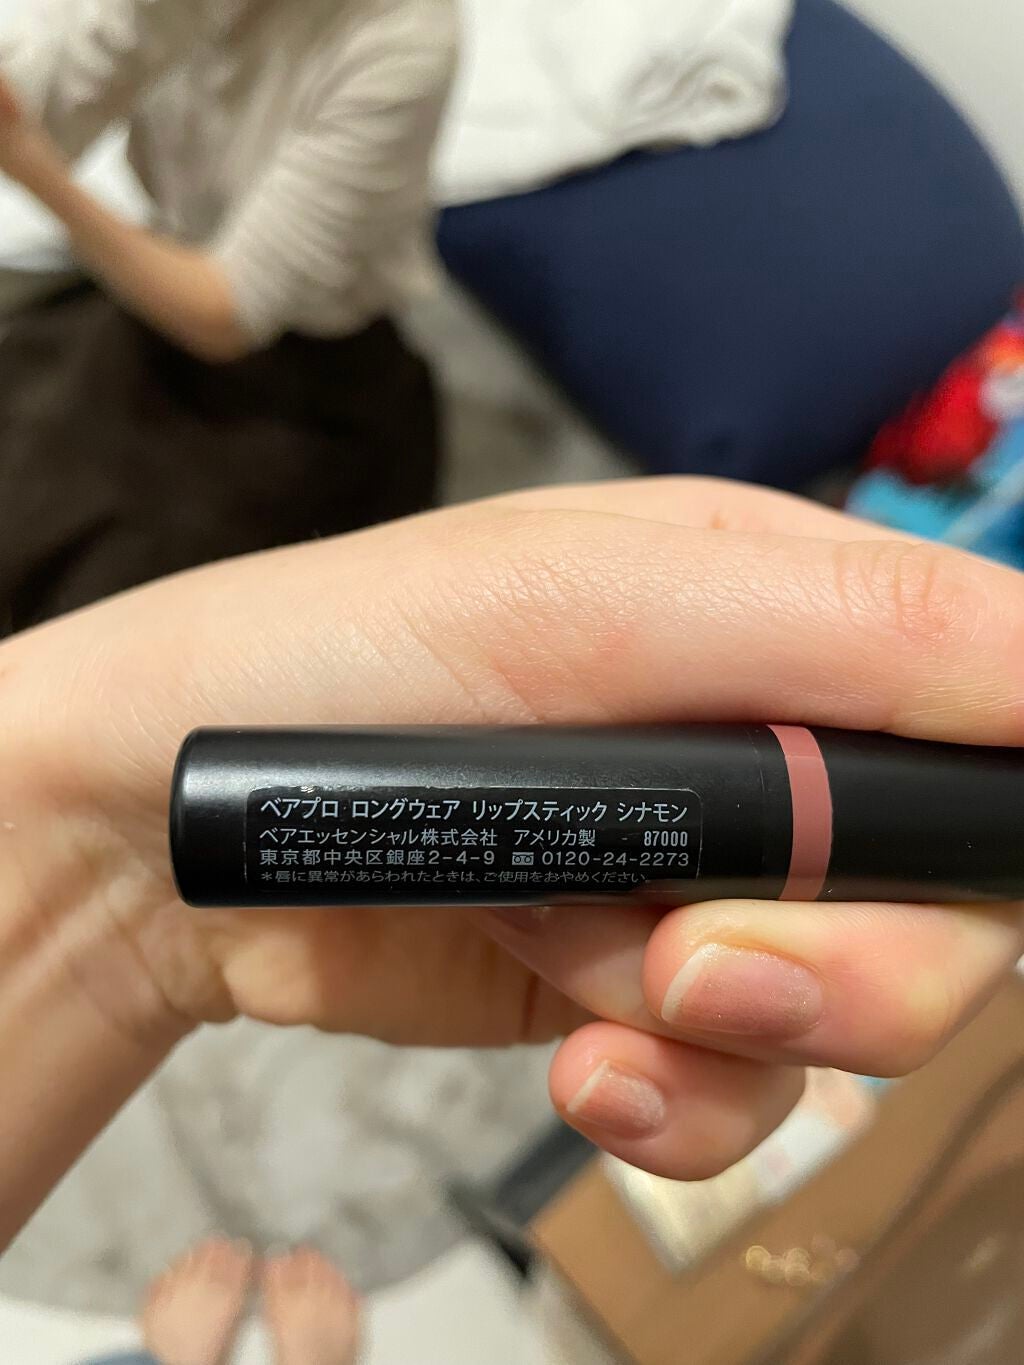 ベアプロ ロングウェア リップスティック シナモン
ベアエッセンシャル株式会社 アメリカ製 - 87000
東京都中央区銀座2-4-9 0120-24-2273
＊唇に異常があらわれたときは、ご使用をおやめください。